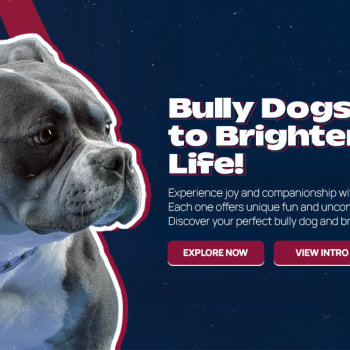 Bully Dogs
to Brighten
Life!
Experience joy and companionship wi
Each one offers unique fun and uncon
Discover your perfect bully dog and br
EXPLORE NOW
VIEW INTRO